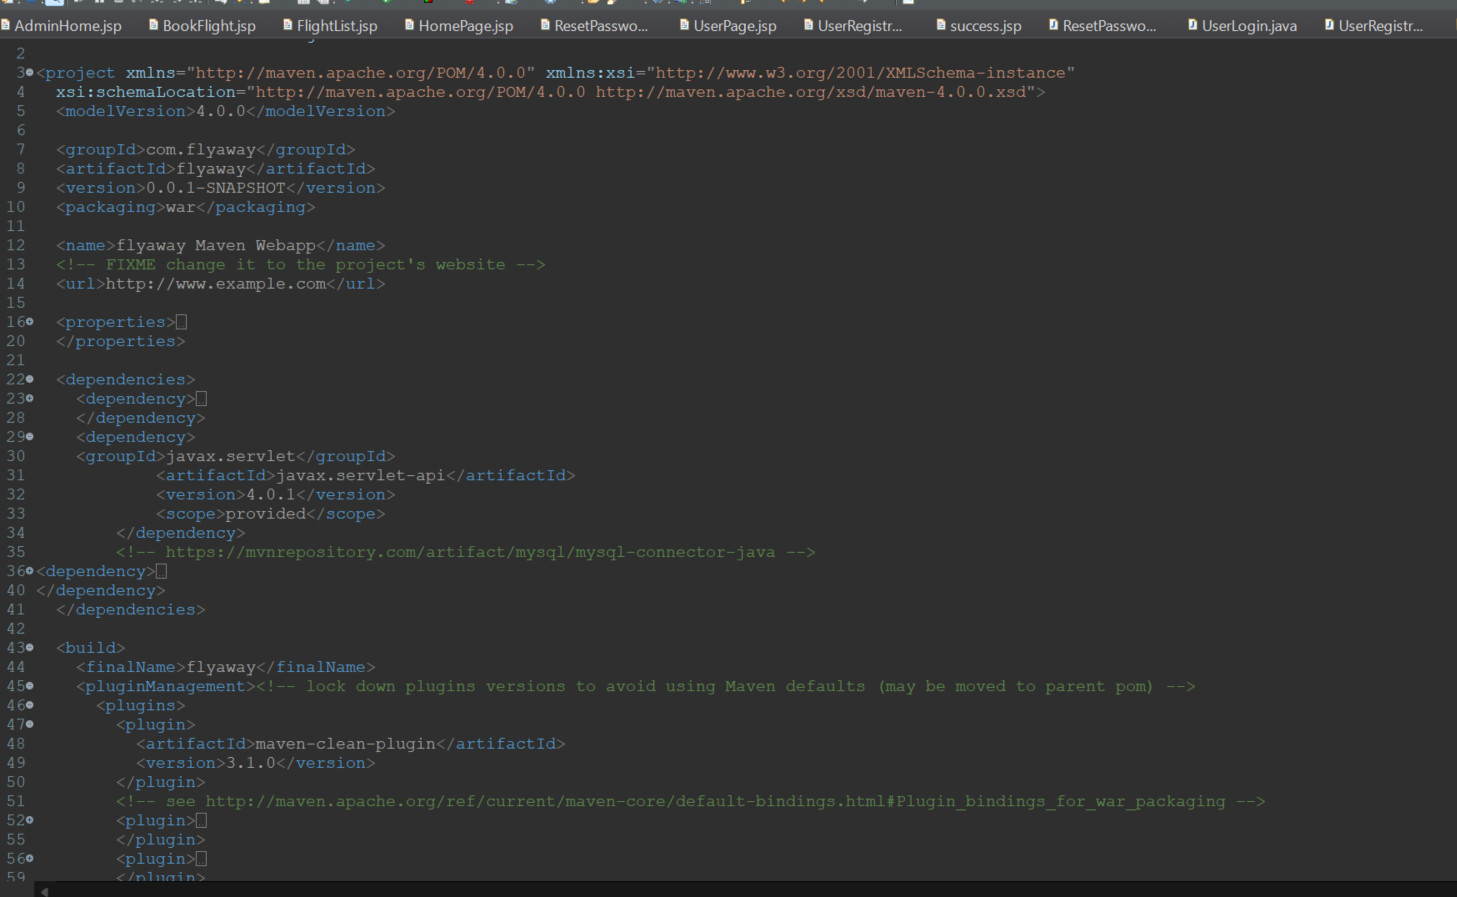 AdminHome.jsp BookFlight.jsp FlightList.jsp HomePage.jsp ResetPasswo... UserPage.jsp UserRegistr... success.jsp ResetPasswo... UserLogin.java UserRegistr...
2
3 <project xmlns="http://maven.apache.org/POM/4.0.0" xmlns:xsi="http://www.w3.org/2001/XMLSchema-instance"
4 xsi:schemaLocation="http://maven.apache.org/POM/4.0.0 http://maven.apache.org/xsd/maven-4.0.0.xsd">
5 <modelVersion>4.0.0</modelVersion>
6
7 <groupId>com.flyaway</groupId>
8 <artifactId>flyaway</artifactId>
9 <version>0.0.1-SNAPSHOT</version>
10 <packaging>war</packaging>
11
12 <name>flyaway Maven Webapp</name>
13 <!-- FIXME change it to the project's website -->
14 <url>http://www.example.com</url>
15
16 <properties>
20 </properties>
21
22 <dependencies>
23 <dependency>
28 </dependency>
29 <dependency>
30 <groupId>javax.servlet</groupId>
31 <artifactId>javax.servlet-api</artifactId>
32 <version>4.0.1</version>
33 <scope>provided</scope>
34 </dependency>
35 <!-- https://mvnrepository.com/artifact/mysql/mysql-connector-java -->
36 <dependency>
40 </dependency>
41 </dependencies>
42
43 <build>
44 <finalName>flyaway</finalName>
45 <pluginManagement><!-- lock down plugins versions to avoid using Maven defaults (may be moved to parent pom) -->
46 <plugins>
47 <plugin>
48 <artifactId>maven-clean-plugin</artifactId>
49 <version>3.1.0</version>
50 </plugin>
51 <!-- see http://maven.apache.org/ref/current/maven-core/default-bindings.html#Plugin_bindings_for_war_packaging -->
52 <plugin>
55 </plugin>
56 <plugin>
59 </plugin>